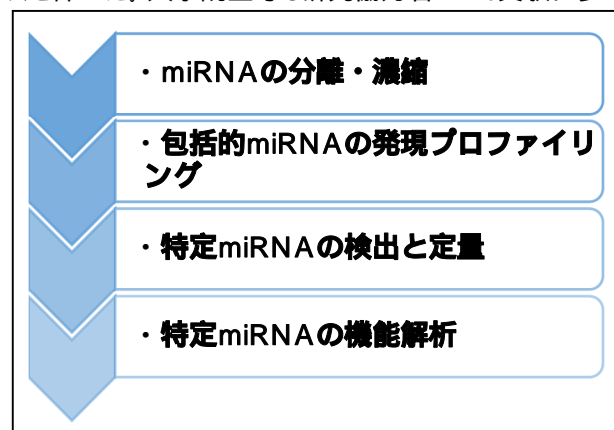 ・miRNAの分離・濃縮
・包括的miRNAの発現プロファイリ
ング
・特定miRNAの検出と定量
・特定miRNAの機能解析